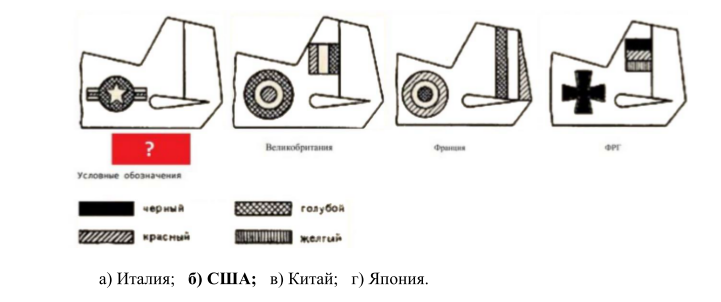 ?
Великобритания
Франция
ФРГ
Условные обозначения
черный
голубой
красный
желтый
а) Италия; б) США; в) Китай; г) Япония.